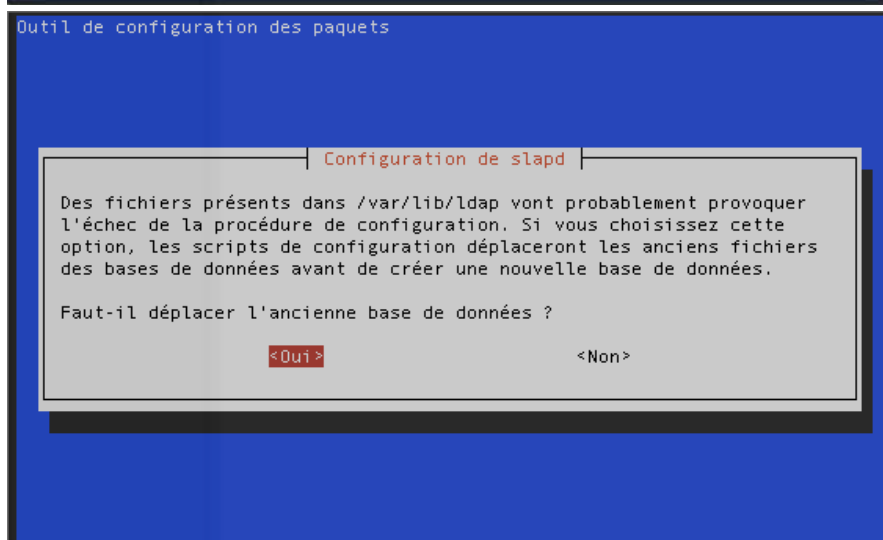 Outil de configuration des paquets
Configuration de slapd
Des fichiers présents dans /var/lib/ldap vont probablement provoquer
l'échec de la procédure de configuration. Si vous choisissez cette
option, les scripts de configuration déplaceront les anciens fichiers
des bases de données avant de créer une nouvelle base de données.
Faut-il déplacer l'ancienne base de données ?
<Oui> <Non>